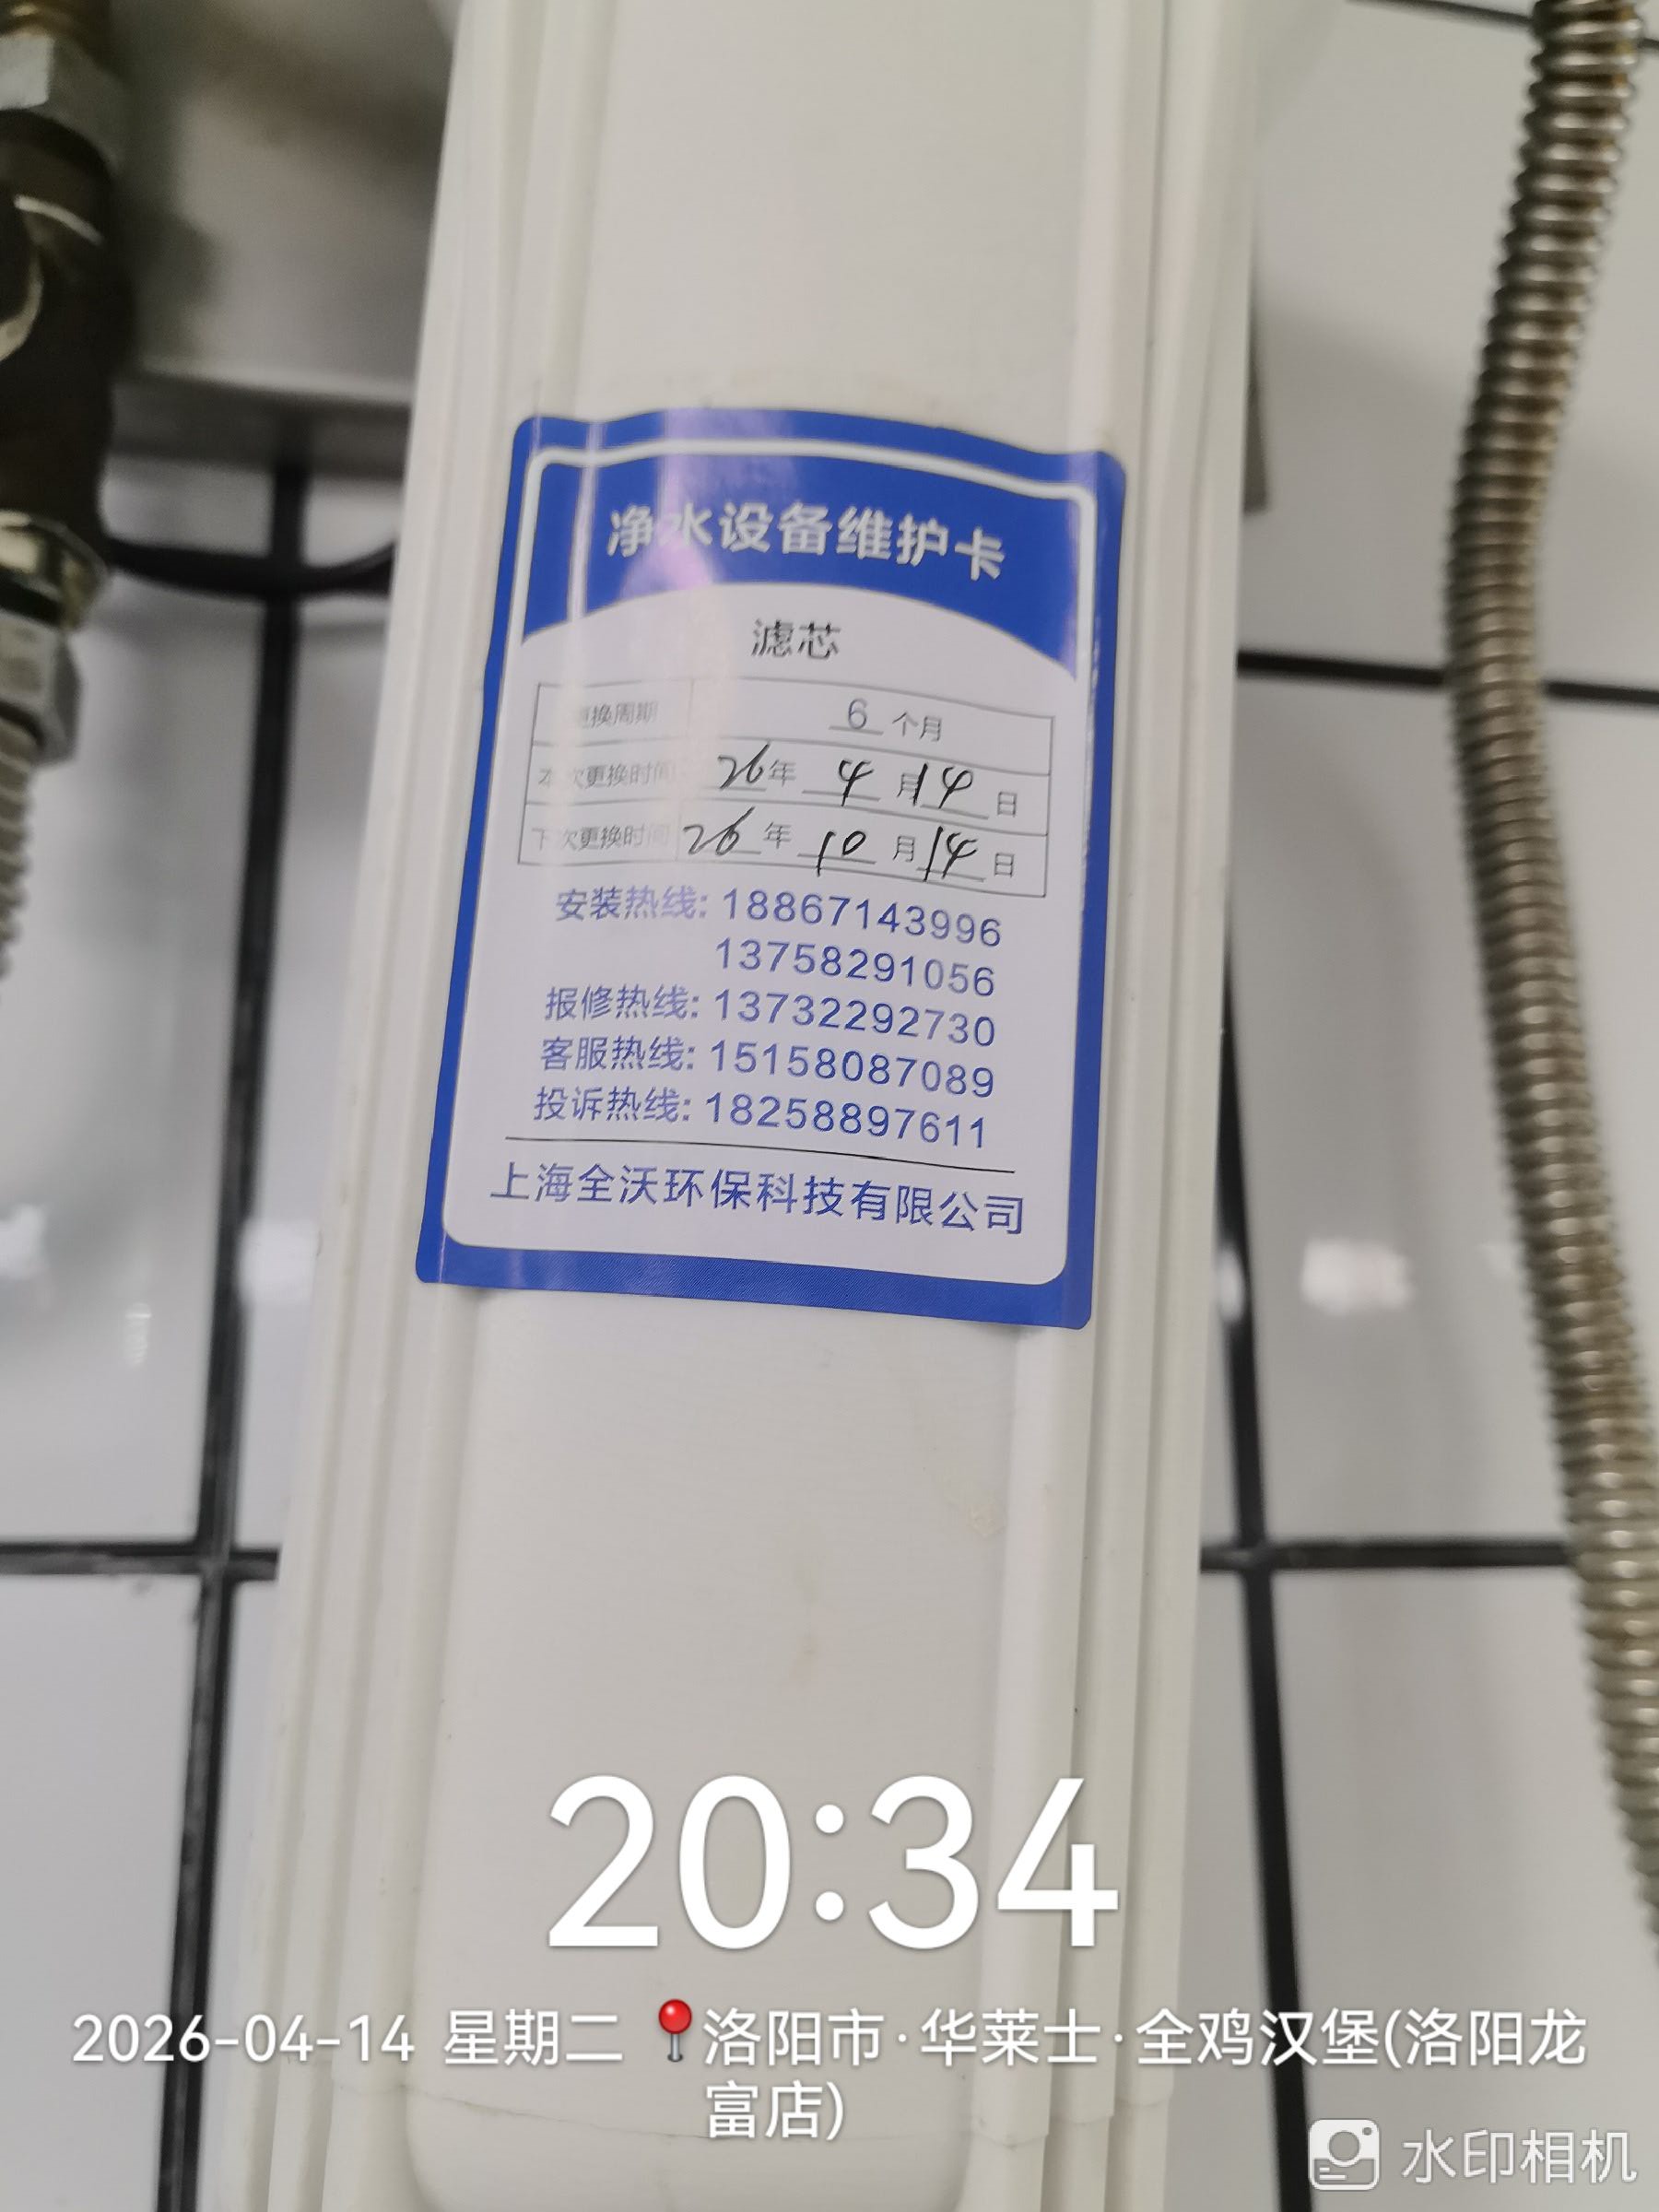 净水设备维护卡
滤芯
更换周期 6 个月
本次更换时间 26年 4 月 14 日
下次更换时间 26 年 10 月 14 日
安装热线: 18867143996
13758291056
报修热线: 13732292730
客服热线: 15158087089
投诉热线: 18258897611
上海全沃环保科技有限公司
20:34
2026-04-14 星期二 📍洛阳市·华莱士·全鸡汉堡(洛阳龙
富店)
水印相机